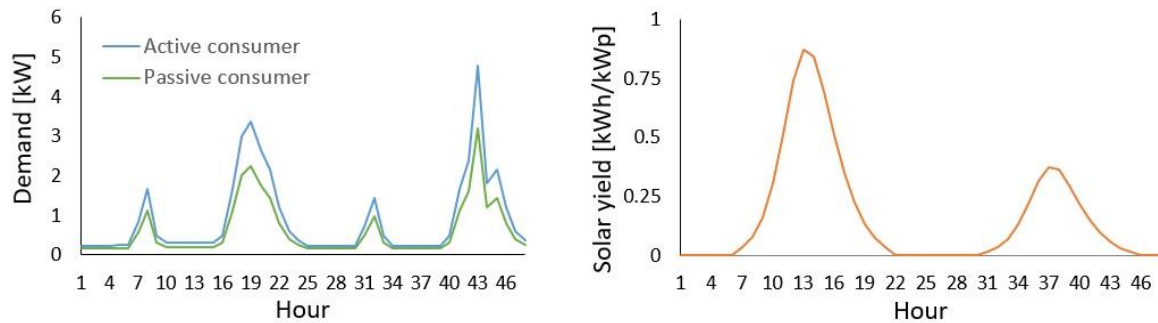 Demand [kW]
6
5
4
3
2
1
0
Active consumer
Passive consumer
1 4 7 10 13 16 19 22 25 28 31 34 37 40 43 46
Hour
Solar yield [kWh/kWp]
1
0.75
0.5
0.25
0
1 4 7 10 13 16 19 22 25 28 31 34 37 40 43 46
Hour